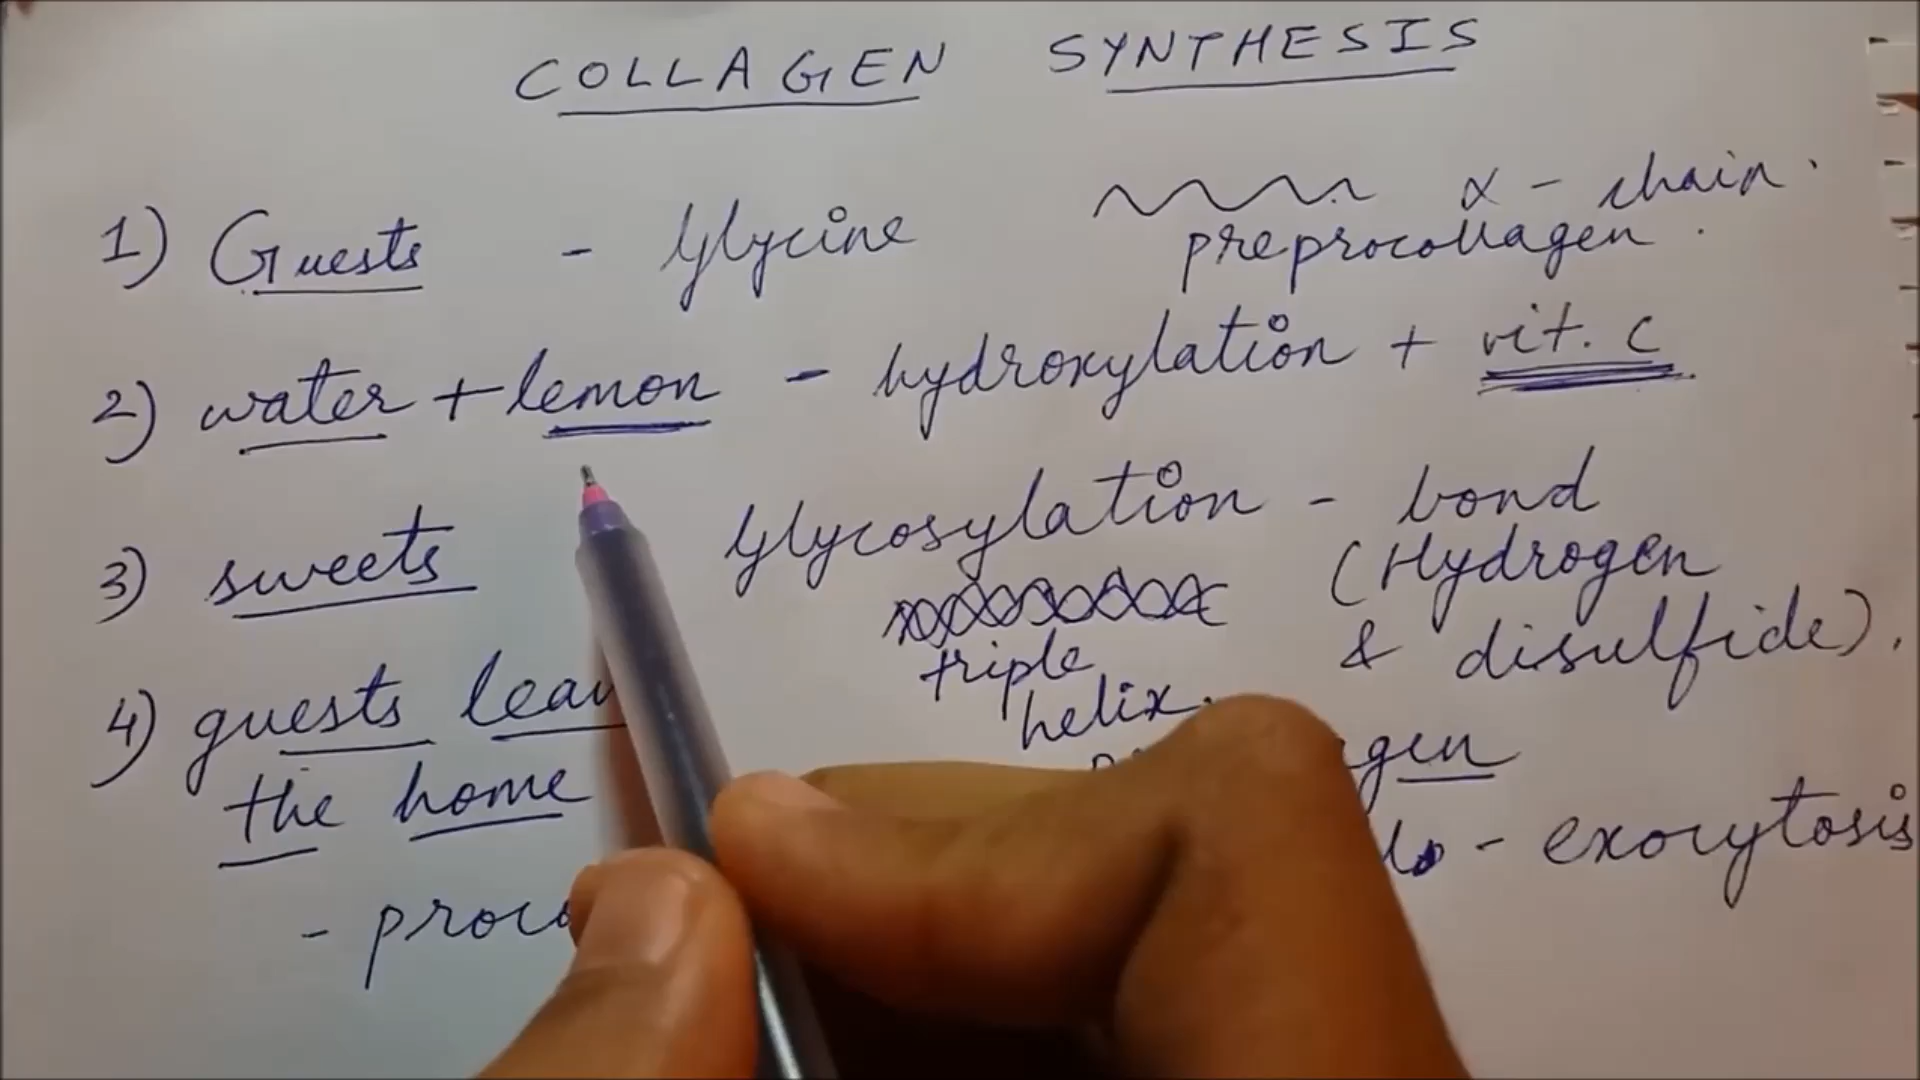 COLLAGEN SYNTHESIS
1) Guests - Glycine
α - chain.
preprocollagen.
2) water + lemon - hydroxylation + vit. C
3) sweets Glycosylation - bond
(Hydrogen
& disulfide).
triple
helix.
4) guests
the home
- exocytosis